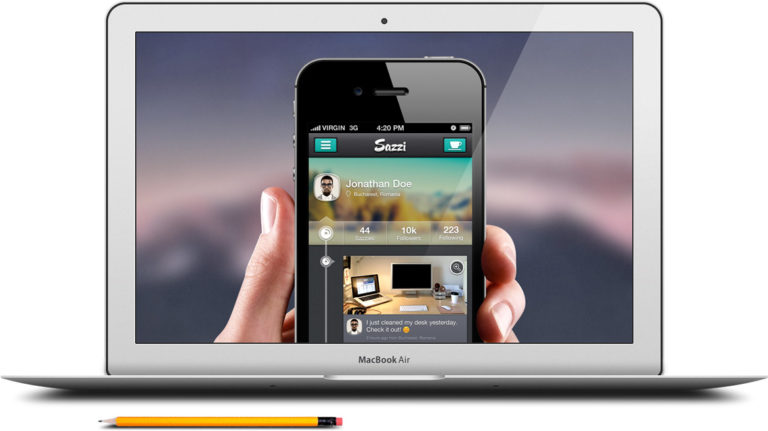 VIRGIN 3G 4:20 PM
Sazzi
Jonathan Doe
Bucharest, Romania
44 10k 223
Sazzies Followers Following
I just cleaned my desk yesterday.
Check it out!
MacBook Air